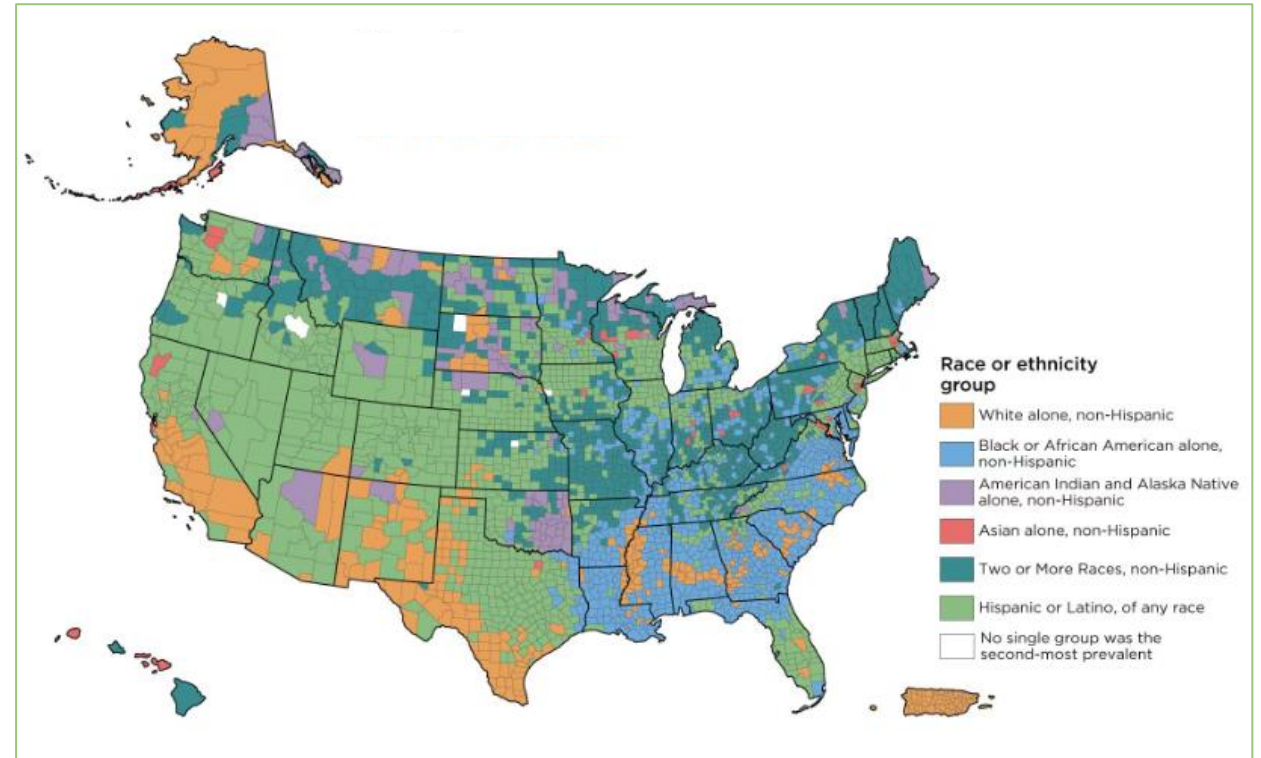 Race or ethnicity
group
White alone, non-Hispanic
Black or African American alone,
non-Hispanic
American Indian and Alaska Native
alone, non-Hispanic
Asian alone, non-Hispanic
Two or More Races, non-Hispanic
Hispanic or Latino, of any race
No single group was the
second-most prevalent